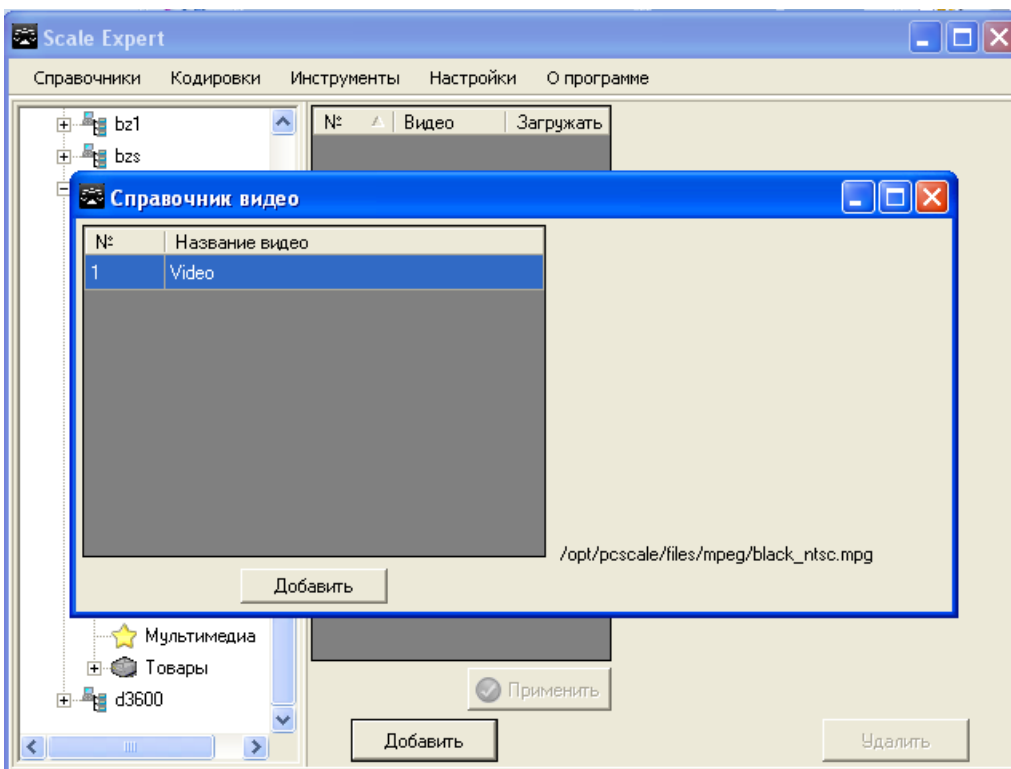 Scale Expert
Справочники Кодировки Инструменты Настройки О программе
bz1
bzs
№ Видео Загружать
Справочник видео
№ Название видео
1 Video
/opt/pcscale/files/mpeg/black_ntsc.mpg
Добавить
Мультимедиа
Товары
d3600
Применить
Добавить
Удалить